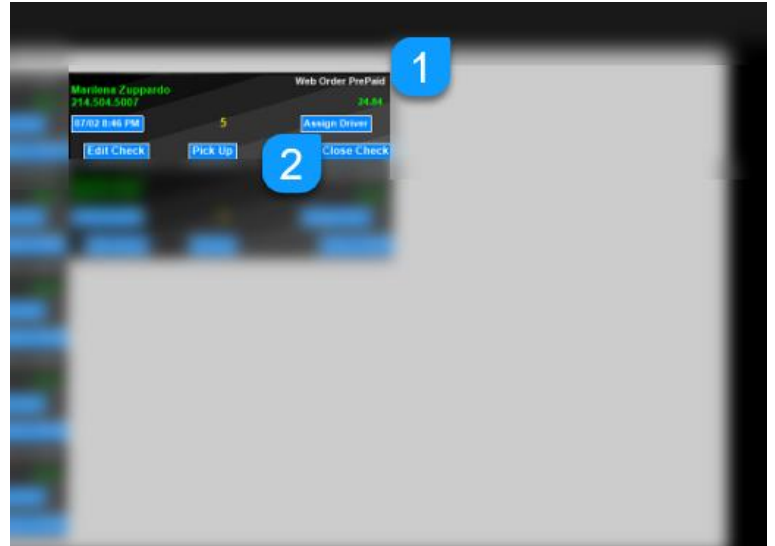 1
Web Order PrePaid
Marilena Zuppardo
214.504.5007 24.84
07/02 8:46 PM 5 Assign Driver
Edit Check Pick Up 2 Close Check